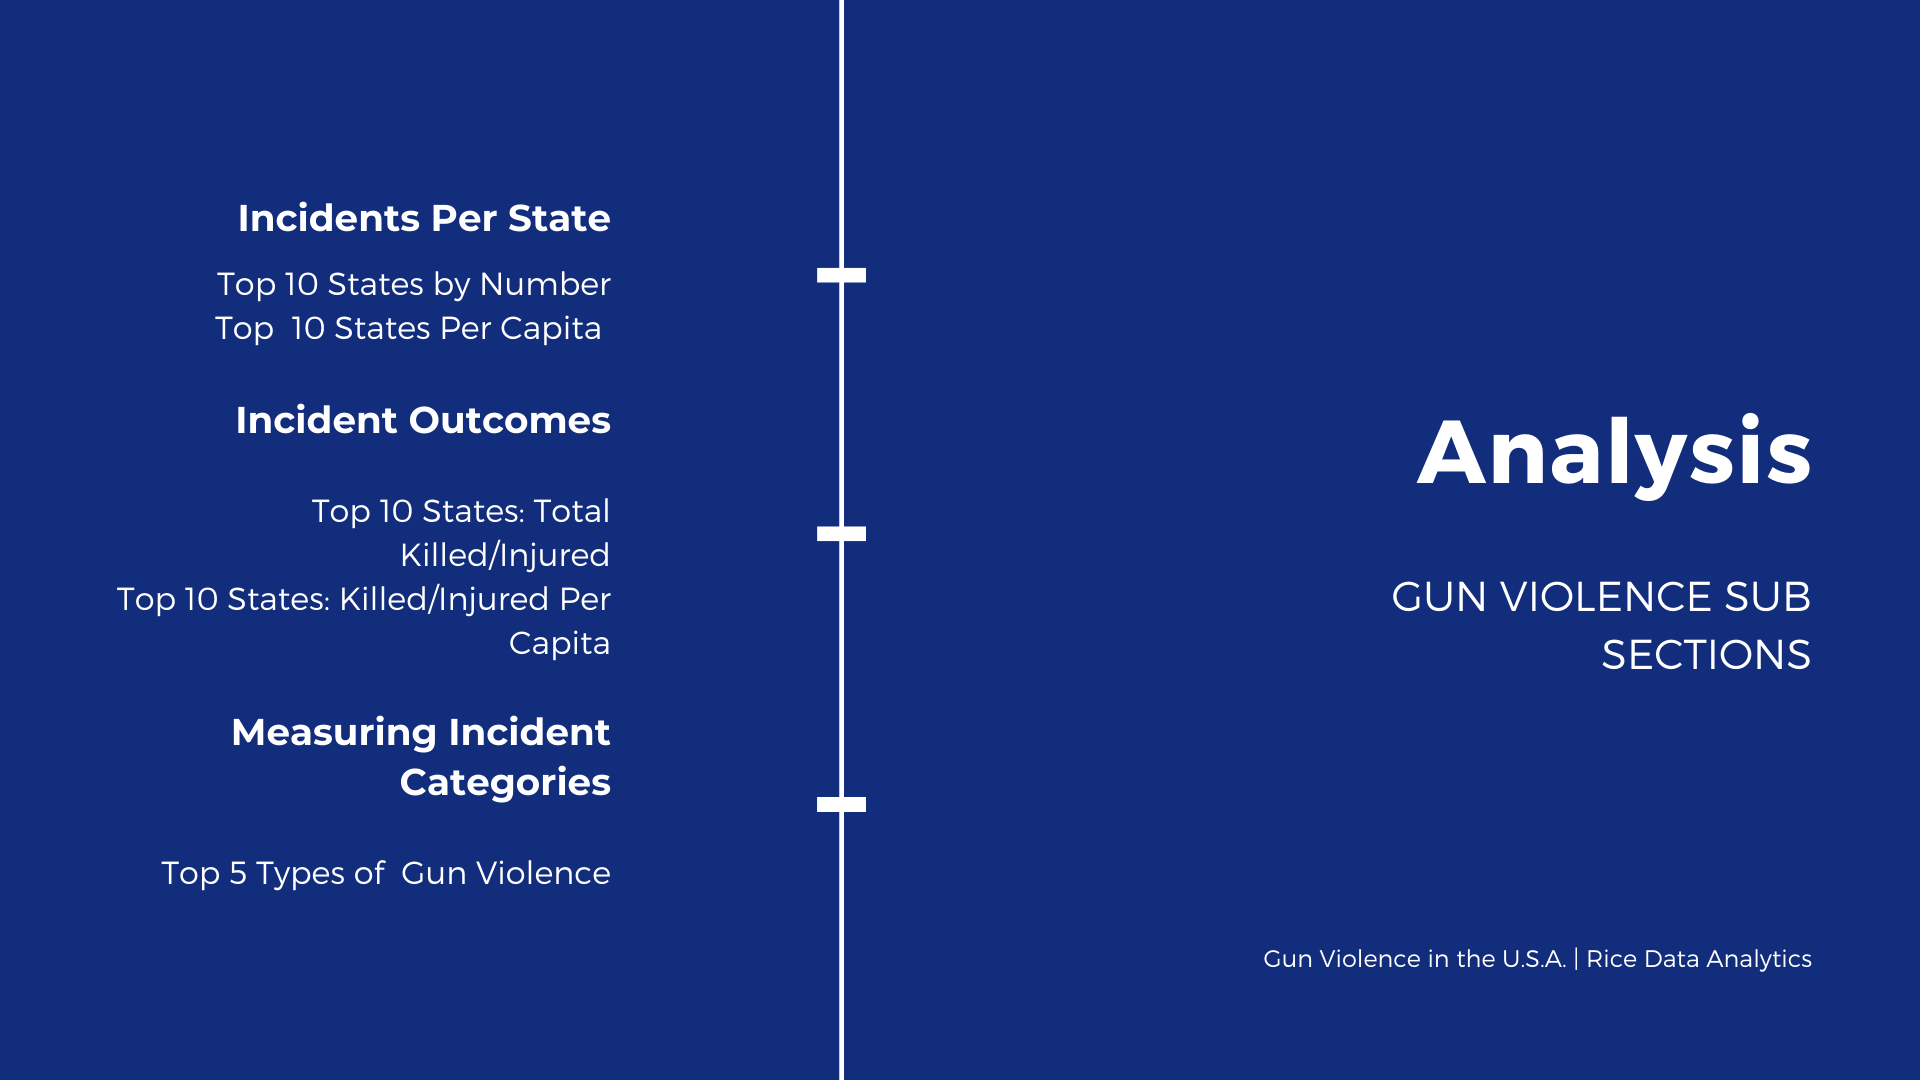 Incidents Per State
Top 10 States by Number
Top  10 States Per Capita
Incident Outcomes
Top 10 States: Total
Killed/Injured
Top 10 States: Killed/Injured Per
Capita
Measuring Incident
Categories
Top 5 Types of  Gun Violence
Analysis
GUN VIOLENCE SUB
SECTIONS
Gun Violence in the U.S.A. | Rice Data Analytics